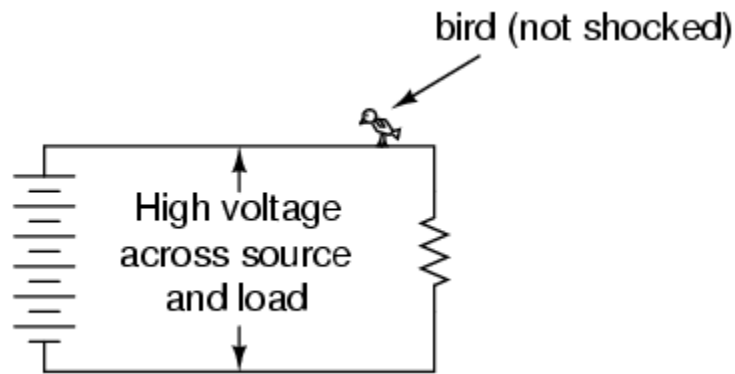 bird (not shocked)
High voltage
across source
and load